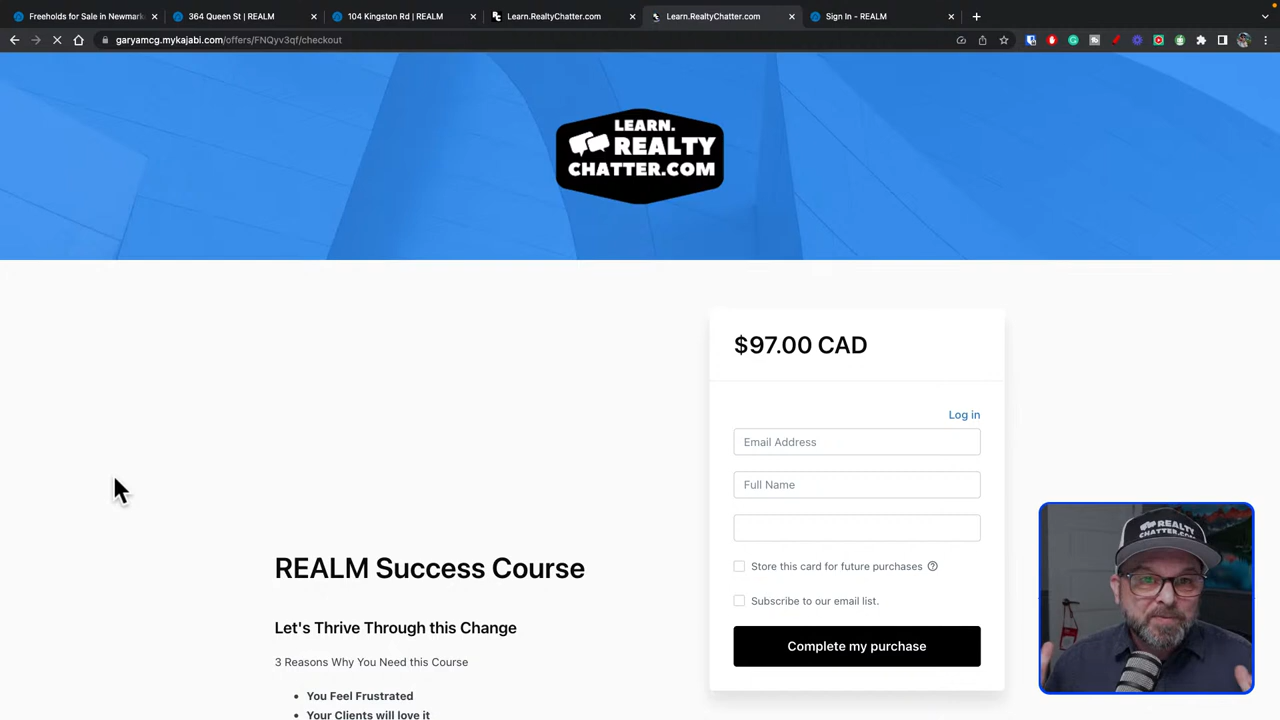 Freeholds for Sale in Newmark
364 Queen St | REALM
104 Kingston Rd | REALM
Learn.RealtyChatter.com
Learn.RealtyChatter.com
Sign In - REALM
garyamcg.mykajabi.com/offers/FNQyv3qf/checkout
LEARN.
REALTY
CHATTER.COM
$97.00 CAD
Log in
Email Address
Full Name
Store this card for future purchases
Subscribe to our email list.
Complete my purchase
REALM Success Course
Let's Thrive Through this Change
3 Reasons Why You Need this Course
• You Feel Frustrated
• Your Clients will love it
REALTY
CHATTER.COM